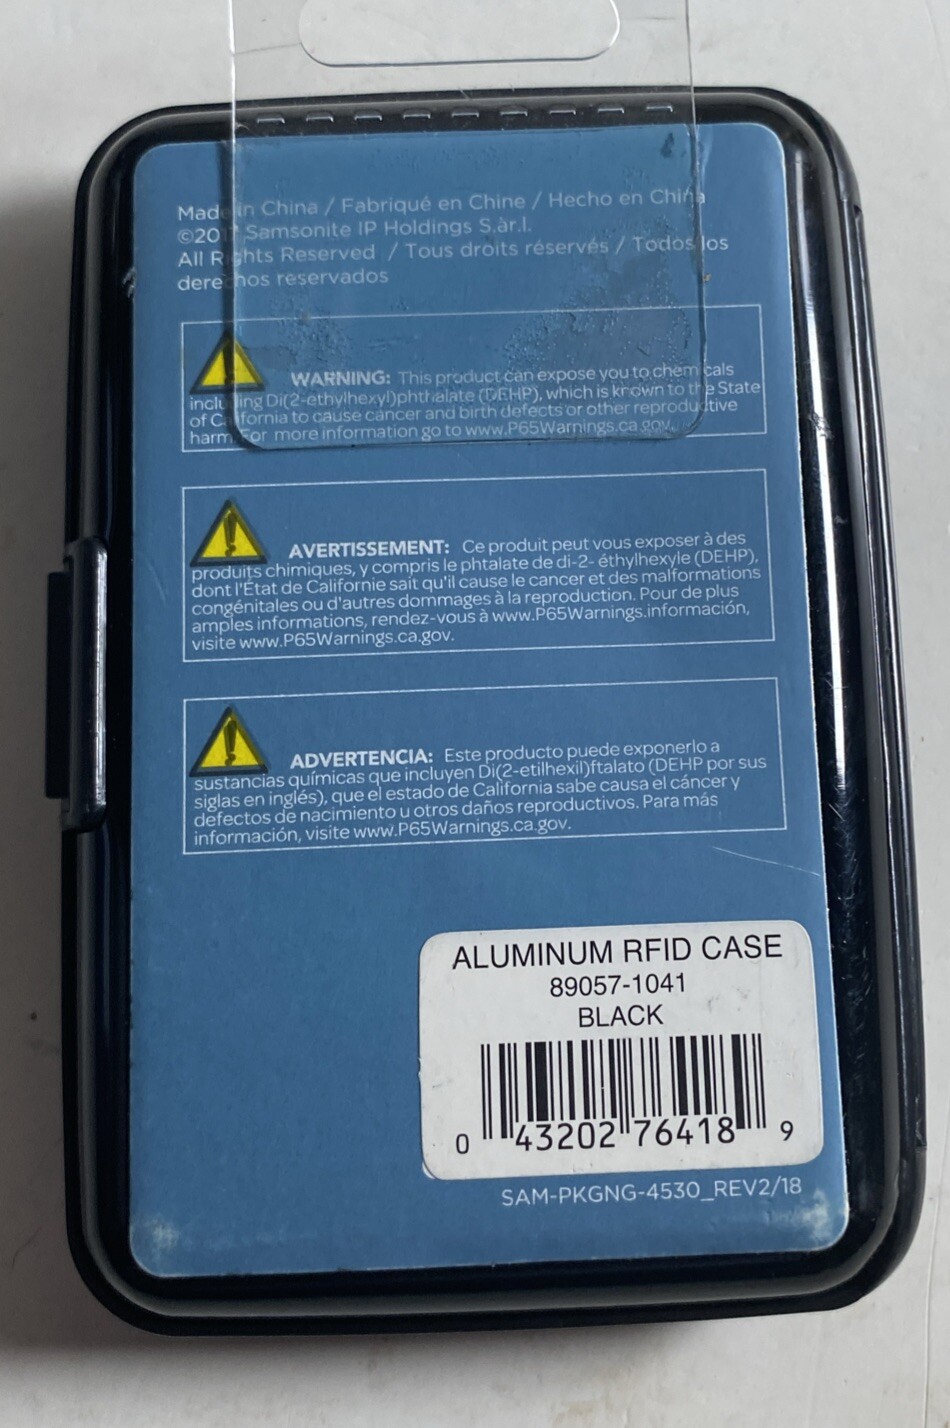 Made in China / Fabriqué en Chine / Hecho en China
©2017 Samsonite IP Holdings S.àr.l.
All Rights Reserved / Tous droits réservés / Todos los
derechos reservados
WARNING: This product can expose you to chemicals
including Di(2-ethylhexyl)phthalate (DEHP), which is known to the State
of California to cause cancer and birth defects or other reproductive
harm. For more information go to www.P65Warnings.ca.gov.
AVERTISSEMENT: Ce produit peut vous exposer à des
produits chimiques, y compris le phtalate de di-2- éthylhexyle (DEHP),
dont l'État de Californie sait qu'il cause le cancer et des malformations
congénitales ou d'autres dommages à la reproduction. Pour de plus
amples informations, rendez-vous à www.P65Warnings.información,
visite www.P65Warnings.ca.gov.
ADVERTENCIA: Este producto puede exponerlo a
sustancias químicas que incluyen Di(2-etilhexil)ftalato (DEHP por sus
siglas en inglés), que el estado de California sabe causa el cáncer y
defectos de nacimiento u otros daños reproductivos. Para más
información, visite www.P65Warnings.ca.gov.
ALUMINUM RFID CASE
89057-1041
BLACK
0 43202 76418 9
SAM-PKGNG-4530_REV2/18